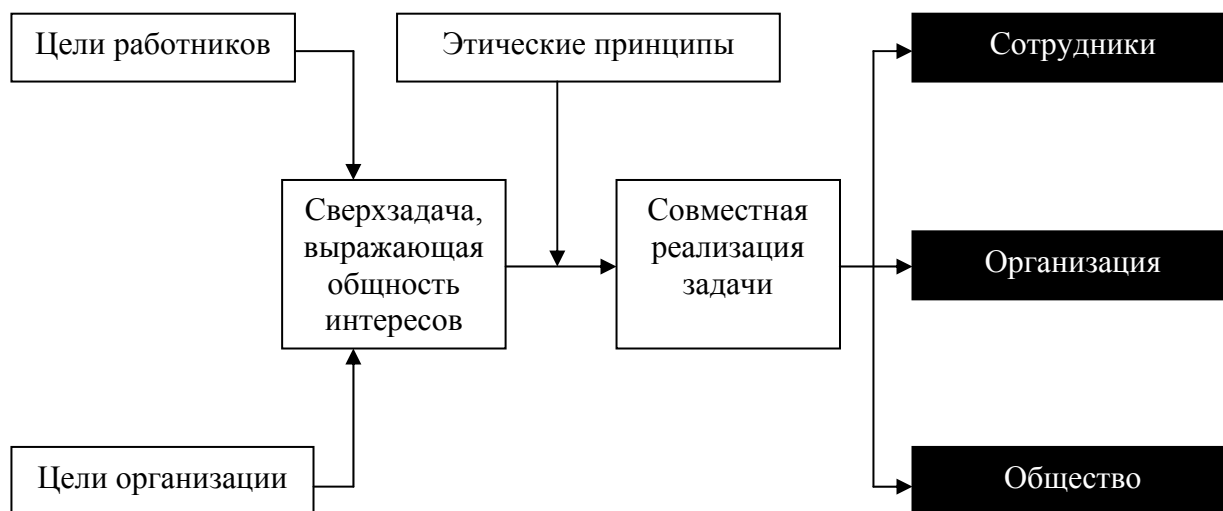 Цели работников
Этические принципы
Сотрудники
Сверхзадача,
выражающая
общность
интересов
Совместная
реализация
задачи
Организация
Цели организации
Общество